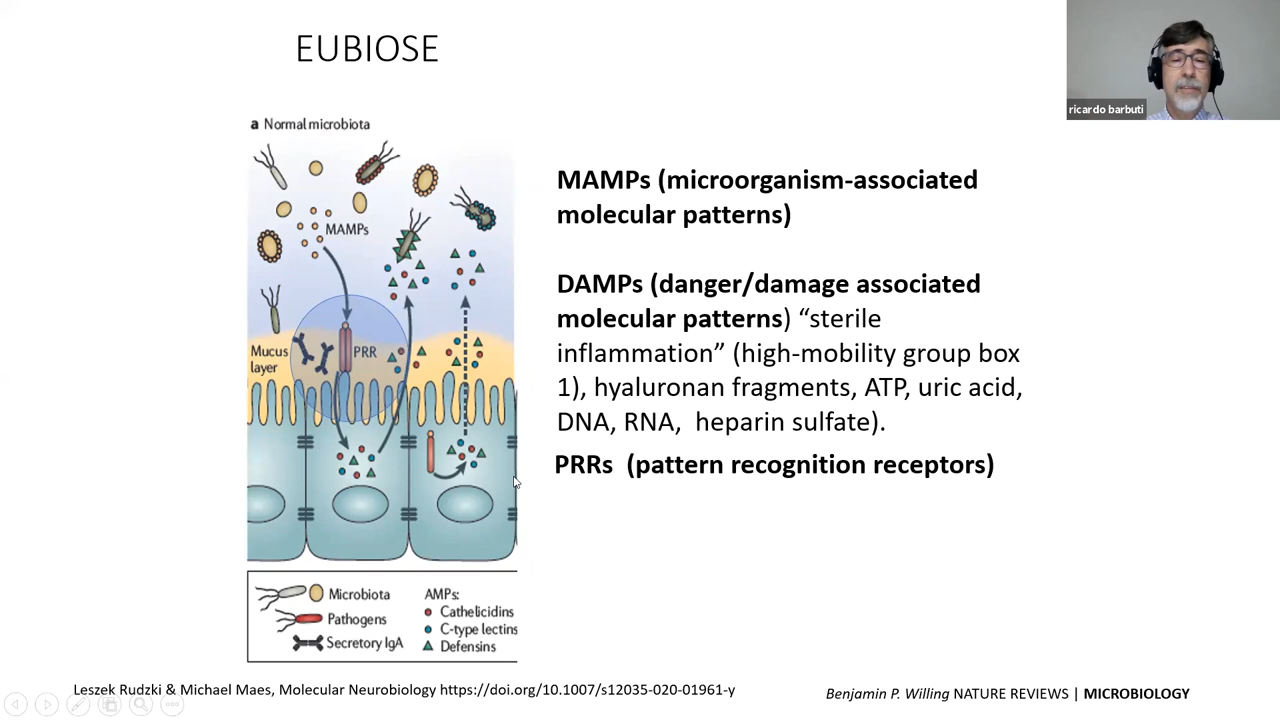 EUBIOSE
ricardo barbuti
a Normal microbiota
MAMPs
PRR
Mucus
layer
Microbiota
Pathogens
Secretory IgA
AMPs:
Cathelicidins
C-type lectins
Defensins
MAMPs (microorganism-associated
molecular patterns)
DAMPs (danger/damage associated
molecular patterns) “sterile
inflammation” (high-mobility group box
1), hyaluronan fragments, ATP, uric acid,
DNA, RNA, heparin sulfate).
PRRs (pattern recognition receptors)
Leszek Rudzki & Michael Maes, Molecular Neurobiology https://doi.org/10.1007/s12035-020-01961-y
Benjamin P. Willing NATURE REVIEWS | MICROBIOLOGY